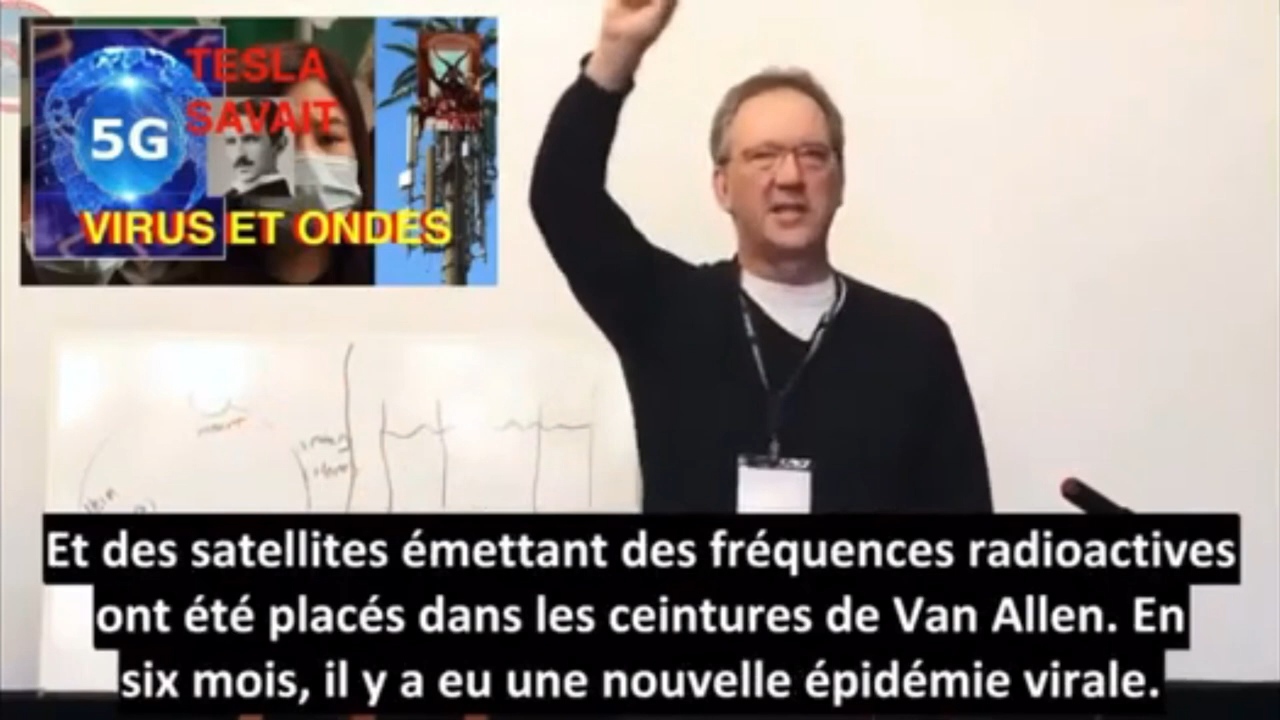 TESLA
SAVAIT
5G
VIRUS ET ONDES
Et des satellites émettant des fréquences radioactives
ont été placés dans les ceintures de Van Allen. En
six mois, il y a eu une nouvelle épidémie virale.